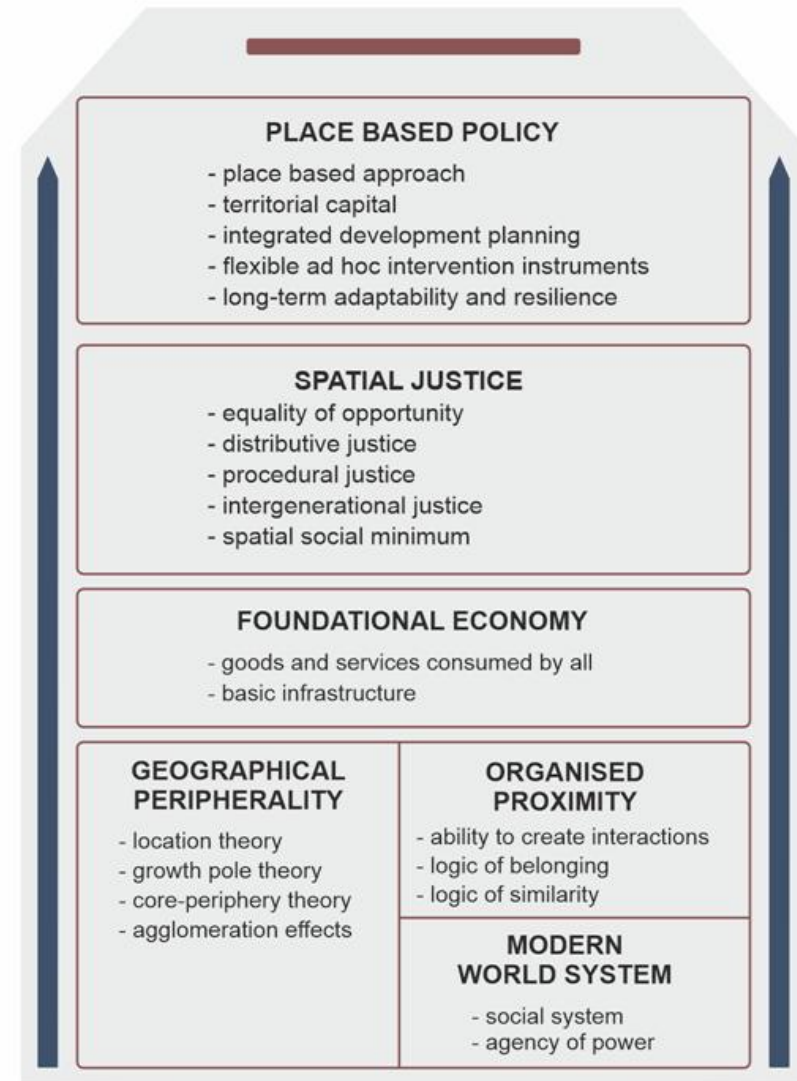 PLACE BASED POLICY
- place based approach
- territorial capital
- integrated development planning
- flexible ad hoc intervention instruments
- long-term adaptability and resilience
SPATIAL JUSTICE
- equality of opportunity
- distributive justice
- procedural justice
- intergenerational justice
- spatial social minimum
FOUNDATIONAL ECONOMY
- goods and services consumed by all
- basic infrastructure
GEOGRAPHICAL
PERIPHERALITY
- location theory
- growth pole theory
- core-periphery theory
- agglomeration effects
ORGANISED
PROXIMITY
- ability to create interactions
- logic of belonging
- logic of similarity
MODERN
WORLD SYSTEM
- social system
- agency of power